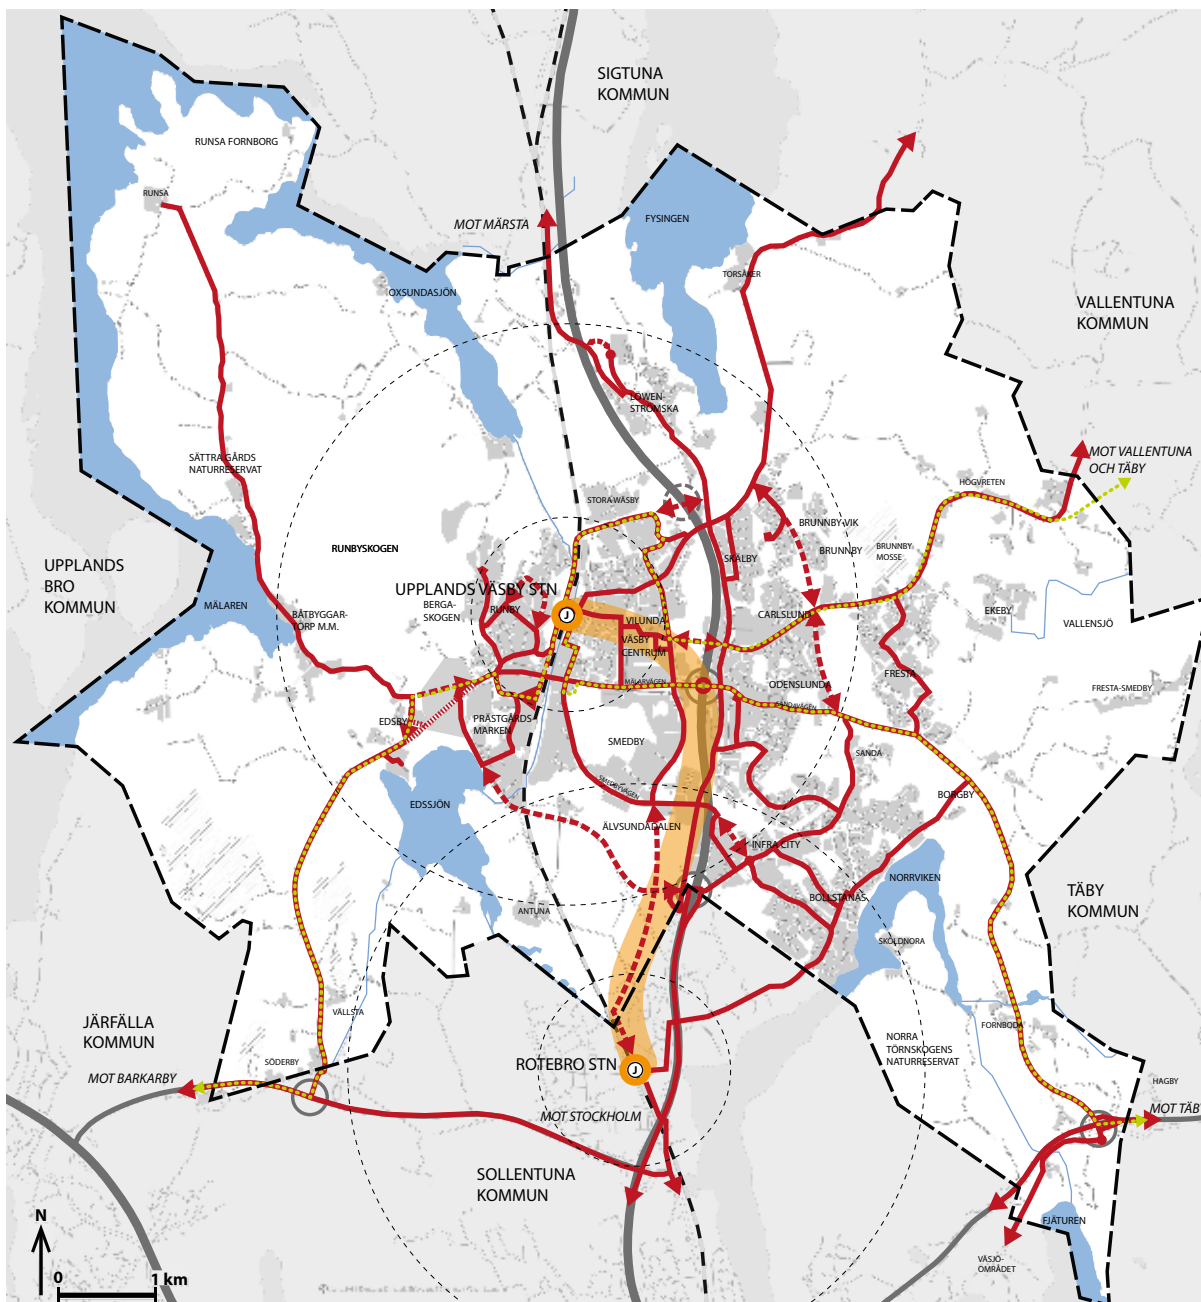 SIGTUNA
KOMMUN
RUNSA FORNBORG
RUNSA
MOT MÄRSTA
FYSINGEN
TORSÅKER
OXSUNDASJÖN
VALLENTUNA
KOMMUN
LÖWEN-
STRÖMSKA
SÄTTRA GÅRDS
NATURRESERVAT
MOT VALLENTUNA
OCH TÄBY
HÖGVRETEN
STORA WÄSBY
BRUNNBY-VIK
BRUNNBY
BRUNNBY
MOSSE
RUNBYSKOGEN
SKÄLBY
UPPLANDS
BRO
KOMMUN
UPPLANDS VÄSBY STN
J
MÄLAREN
BÅTBYGGAR-
TORP M.M.
BERGA-
SKOGEN
RUNBY
VILUNDA
CARLSLUND
EKEBY
VALLENSJÖ
VÄSBY
CENTRUM
MÄLARVÄGEN
ODENSLUNDA
FRESTA
FRESTA-SMEDBY
SANDAVÄGEN
EDSBY
PRÄSTGÅRDS
MARKEN
SMEDBY
SANDA
SMEDBYVÄGEN
BORGBY
EDSSJÖN
ÄLVSUNDADALEN
INFRA CITY
NORRVIKEN
BOLLSTANÄS
TÄBY
KOMMUN
ANTUNA
SKÖLDNORA
VÄLLSTA
JÄRFÄLLA
KOMMUN
FORNBODA
NORRA
TÖRNSKOGENS
NATURRESERVAT
SÖDERBY
ROTEBRO STN
J
MOT BARKARBY
HAGBY
MOT TÄB
MOT STOCKHOLM
SOLLENTUNA
KOMMUN
FJÄTUREN
VÄSJÖ-
OMRÅDET
N
0
1 km